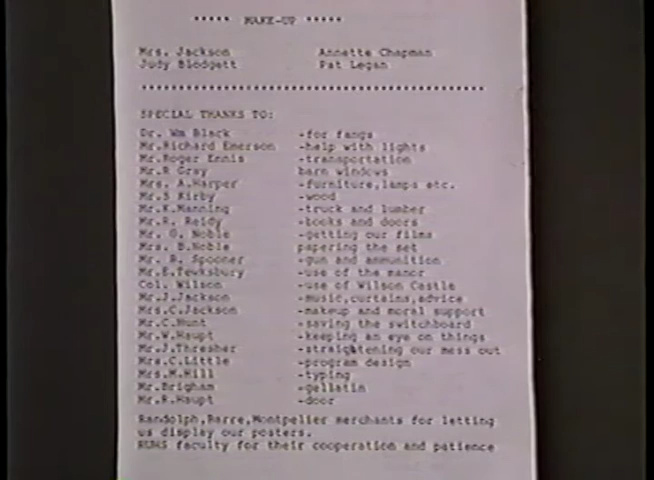 ***** MAKE-UP *****
Mrs. Jackson Annette Chapman
Judy Blodgett Pat Legan
SPECIAL THANKS TO:
Dr. Wm Black -for fangs
Mr.Richard Emerson -help with lights
Mr.Roger Ennis -transportation
Mr.R Gray barn windows
Mrs. A.Harper -furniture,lamps etc.
Mr.S Kirby -wood
Mr.K.Manning -truck and lumber
Mr.R. Reidy -books and doors
Mr. G. Noble -getting our films
Mrs. B.Noble papering the set
Mr. R. Spooner -gun and ammunition
Mr.E.Tewksbury -use of the manor
Col. Wilson -use of Wilson Castle
Mr.J.Jackson -music,curtains,advice
Mrs.C.Jackson -makeup and moral support
Mr.C.Hunt -saving the switchboard
Mr.W.Haupt -keeping an eye on things
Mr.J.Thresher -straightening our mess out
Mrs.C.Little -program design
Mrs.M.Hill -typing
Mr.Brigham -gellatin
Mr.R.Haupt -door
Randolph,Barre,Montpelier merchants for letting
us display our posters.
RUHS faculty for their cooperation and patience